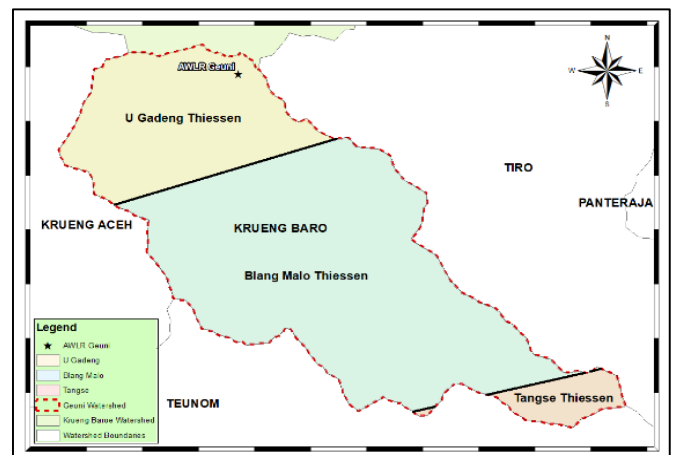 AWLR Geuni
N
W
E
S
U Gadeng Thiessen
TIRO
PANTERAJA
KRUENG ACEH
KRUENG BARO
Blang Malo Thiessen
Legend
AWLR Geuni
U Gadeng
Blang Malo
Tangse
Geuni Watershed
Krueng Baroe Watershed
Watershed Boundaries
TEUNOM
Tangse Thiessen